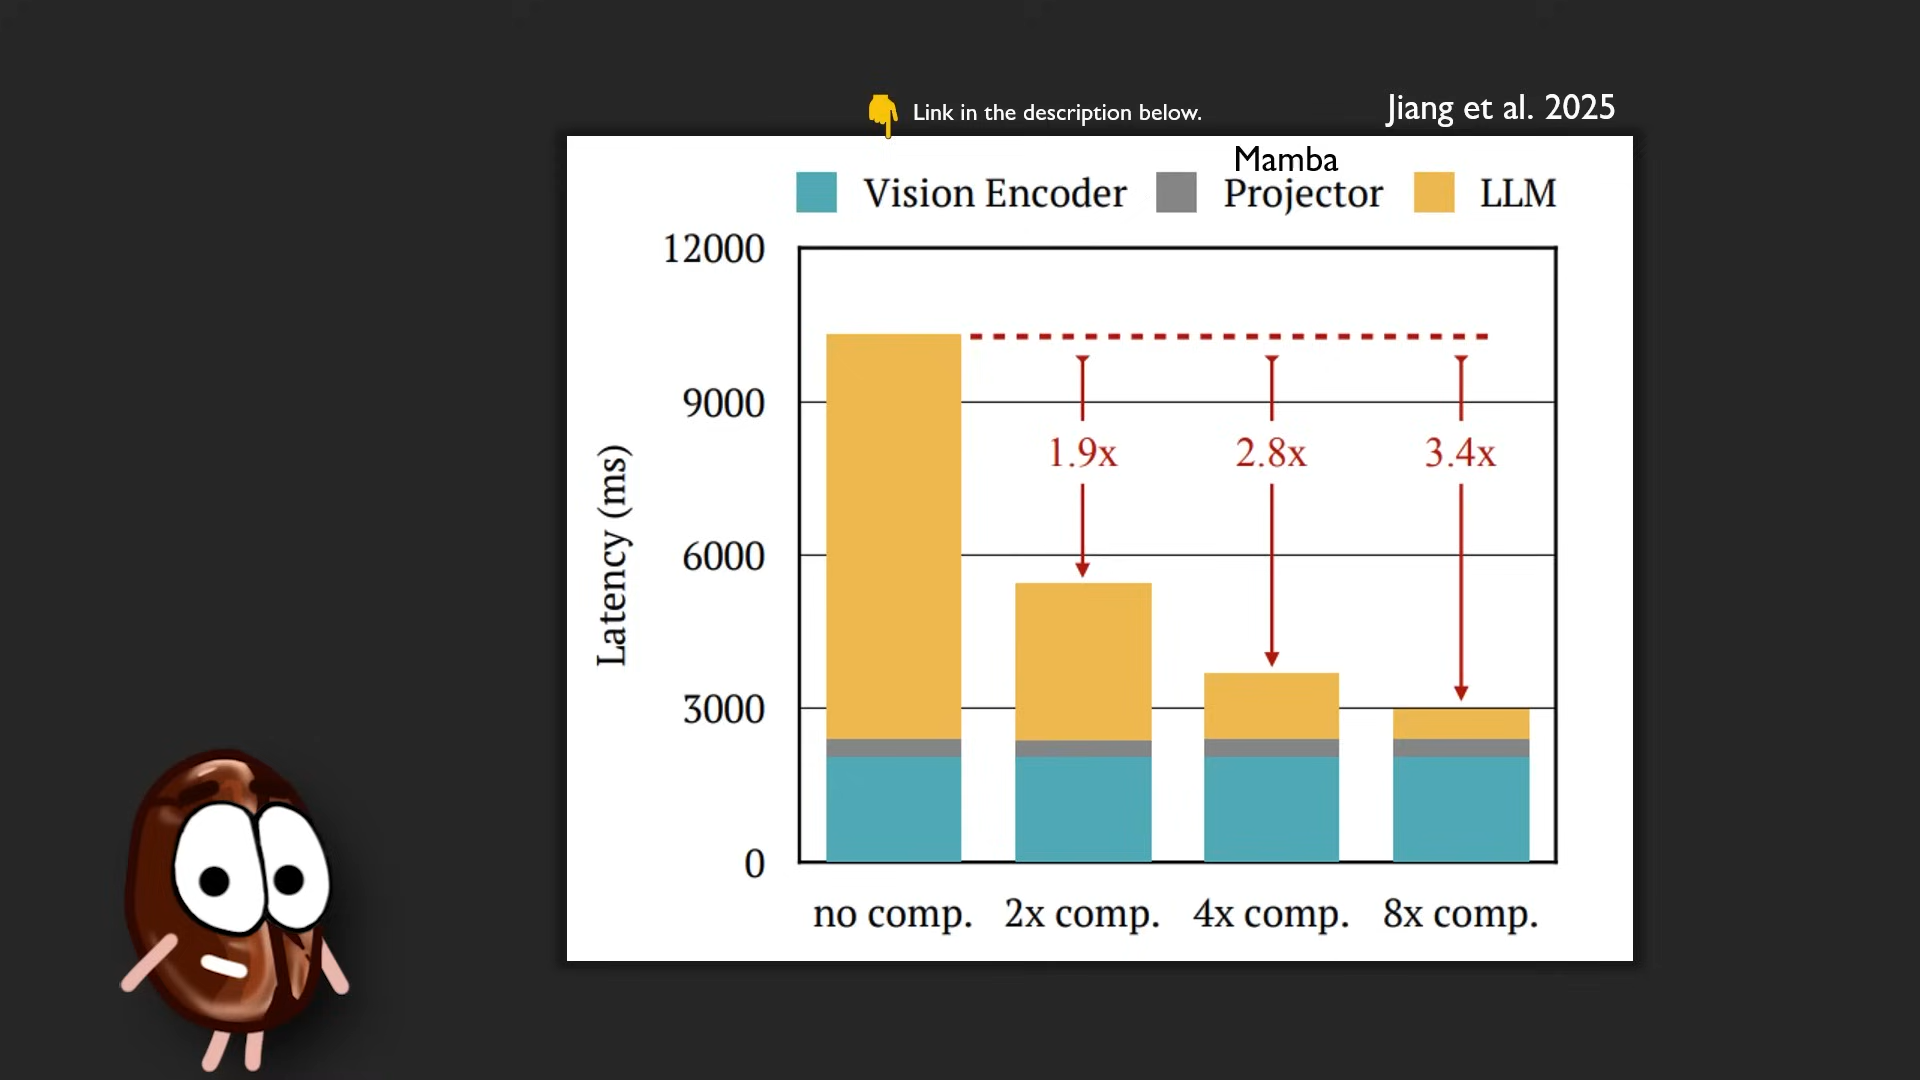 👇 Link in the description below.
Jiang et al. 2025
Mamba
Vision Encoder Projector LLM
12000
9000
6000
3000
0
Latency (ms)
1.9x 2.8x 3.4x
no comp. 2x comp. 4x comp. 8x comp.